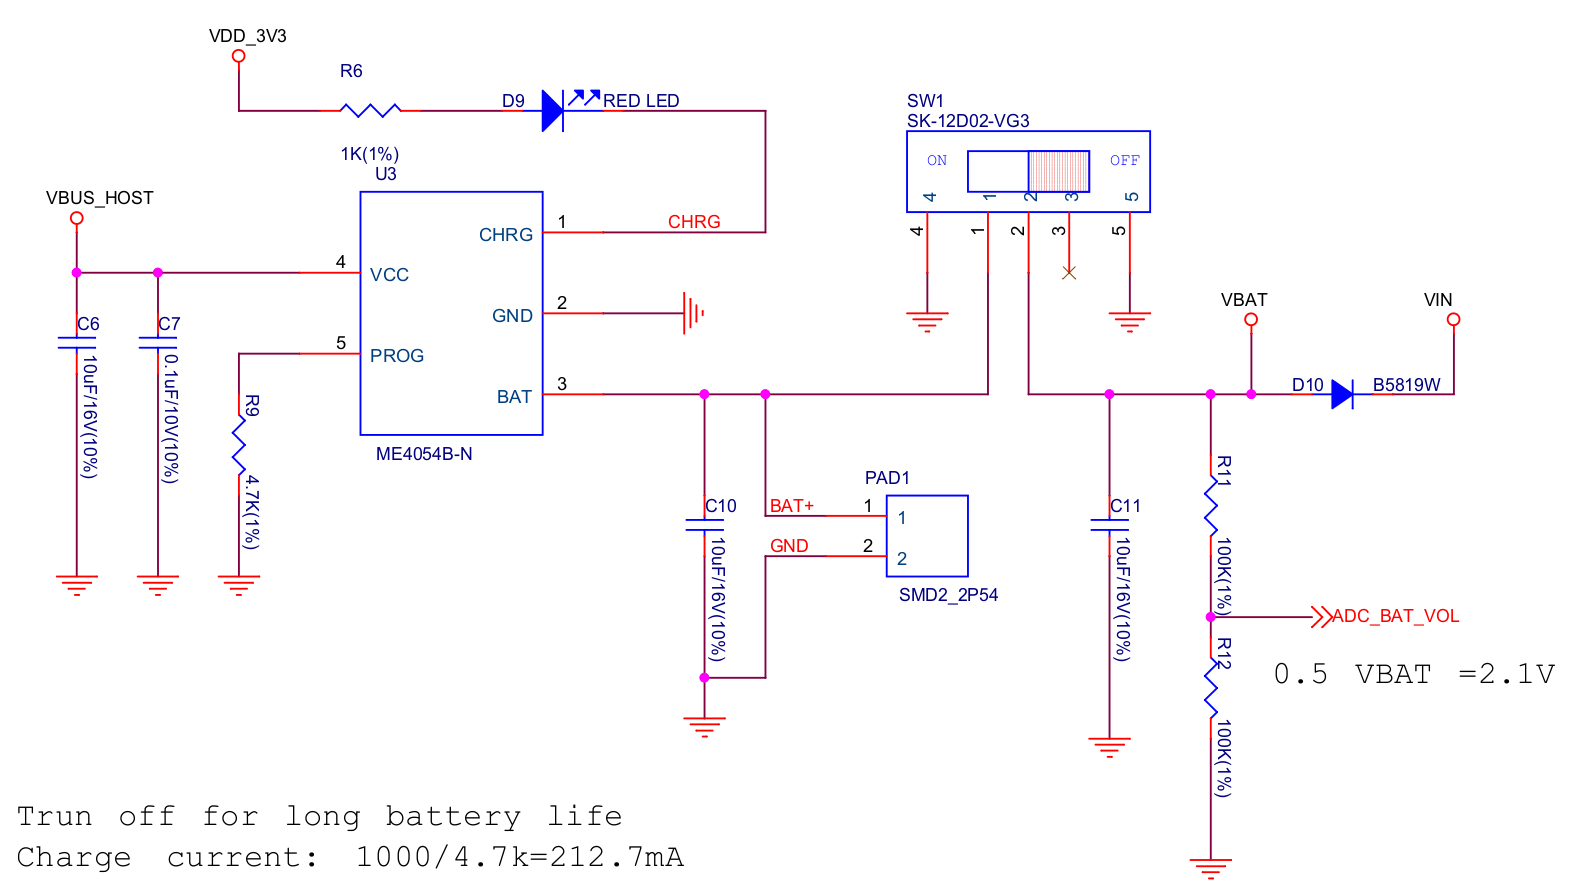 VDD_3V3
R6
D9
RED LED
1K(1%)
U3
SW1
SK-12D02-VG3
ON
OFF
4
1
2
3
5
4
1
2
3
5
VBUS_HOST
CHRG
1
CHRG
4
VCC
GND
2
5
PROG
BAT
3
ME4054B-N
C6
10uF/16V(10%)
C7
0.1uF/10V(10%)
R9
4.7K(1%)
VBAT
VIN
D10
B5819W
PAD1
C10
10uF/16V(10%)
BAT+
1
1
GND
2
2
SMD2_2P54
C11
10uF/16V(10%)
R11
100K(1%)
ADC_BAT_VOL
R12
100K(1%)
0.5 VBAT =2.1V
Trun off for long battery life
Charge current: 1000/4.7k=212.7mA